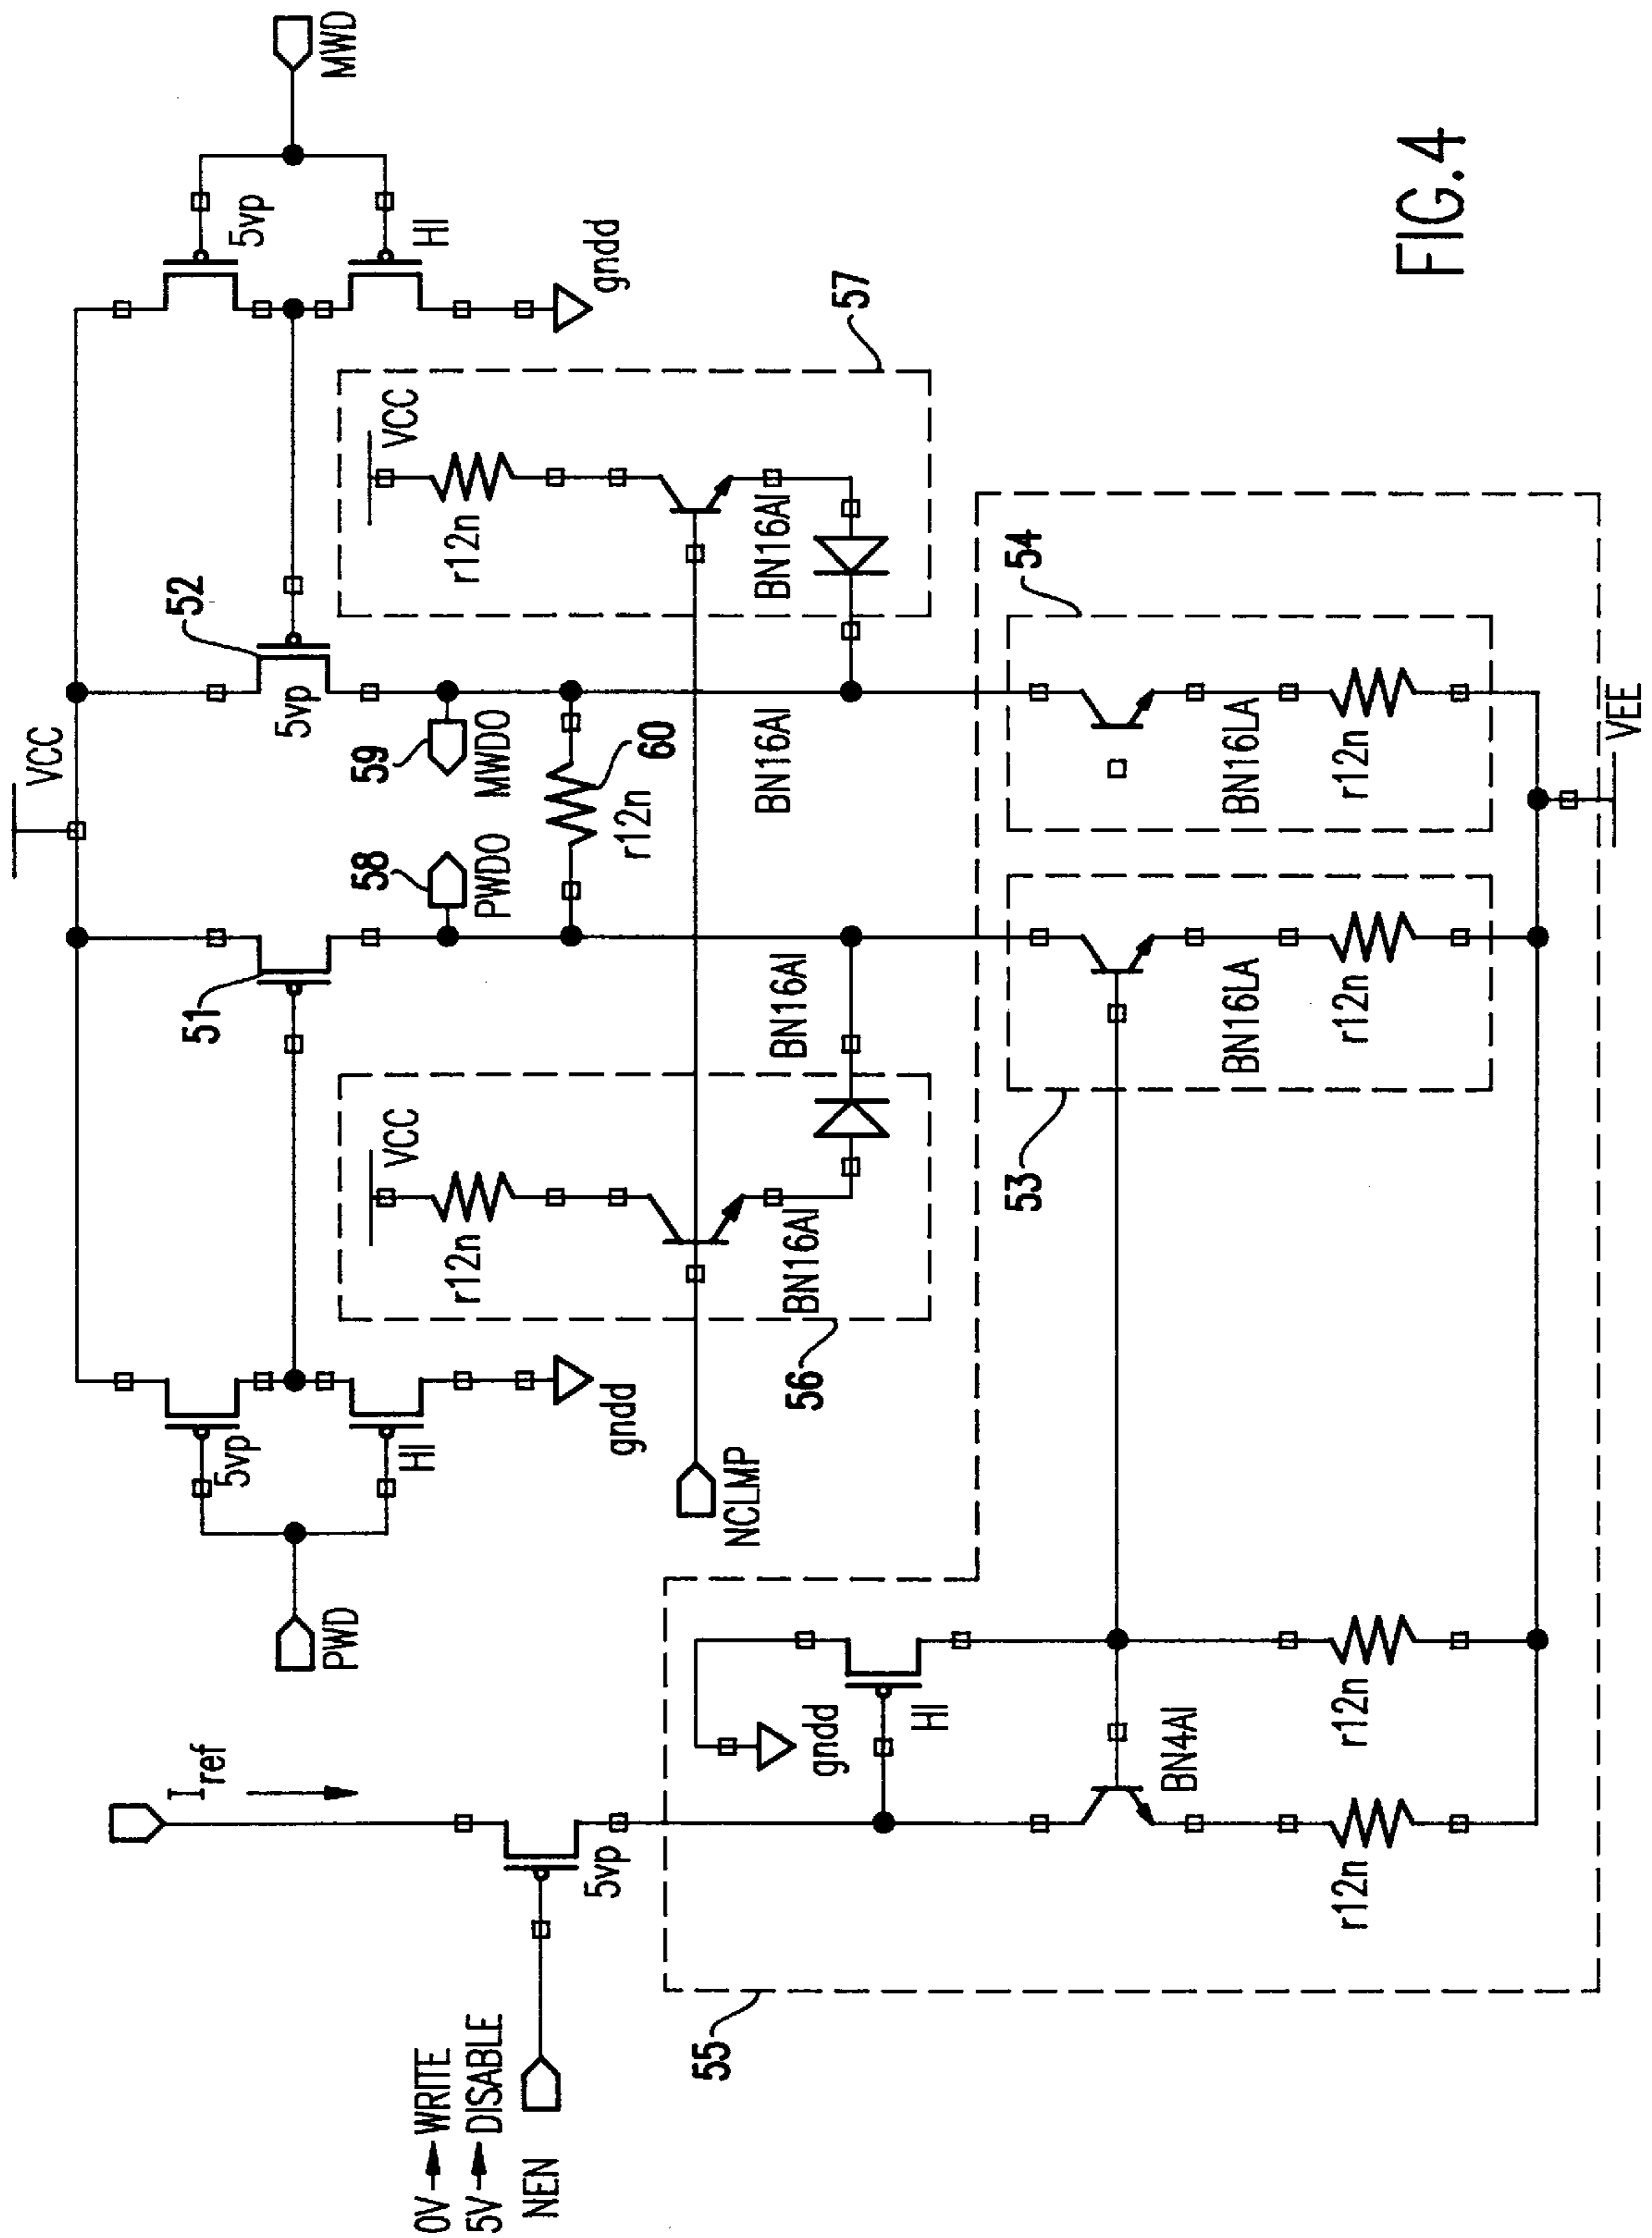 VCC
Iref
PWD
5vp
HI
gndd
51
5vp
52
5vp
HI
gndd
MWD
0V→WRITE
5V→DISABLE
NEN
5vp
58
PWDO
59
MWDO
r12n
60
VCC
r12n
BN16AI
56
BN16AI
VCC
r12n
BN16AI
57
BN16AI
NCLMP
gndd
HI
BN4AI
r12n
r12n
55
53
BN16LA
r12n
54
BN16LA
r12n
VEE
FIG.4